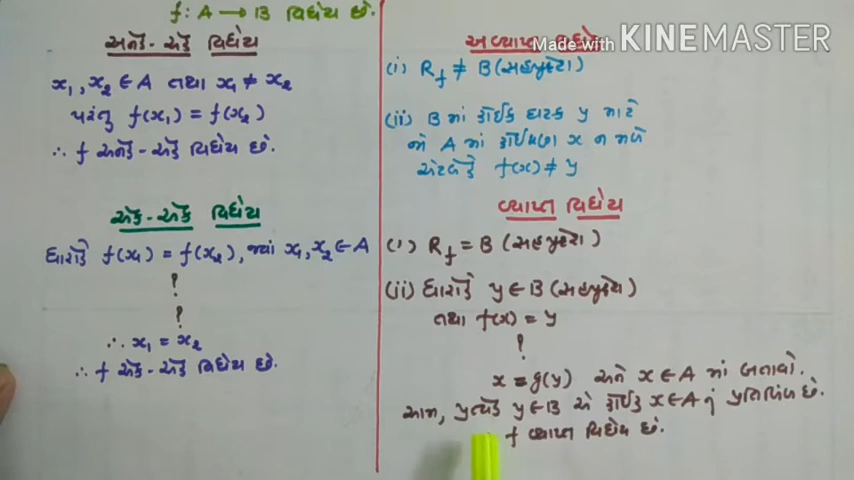 f: A → B વિધેય છે.
અનેક-એક વિધેય
x₁, x₂ ∈ A તથા x₁ ≠ x₂
પરંતુ f(x₁) = f(x₂)
∴ f અનેક-એક વિધેય છે.
એક-એક વિધેય
ધારોકે f(x₁) = f(x₂), જ્યાં x₁, x₂ ∈ A
?
?
∴ x₁ = x₂
∴ f એક-એક વિધેય છે.
અવ્યાપ્ત
Made with KINEMASTER
(i) R_f ≠ B (સહપ્રદેશ)
(ii) B માં કોઈક ઘટક y માટે
જો A માં કોઈપણ x ન મળે
એટલેકે f(x) ≠ y
વ્યાપ્ત વિધેય
(i) R_f = B (સહપ્રદેશ)
(ii) ધારોકે y ∈ B (સહપ્રદેશ)
તથા f(x) = y
?
x = g(y) અને x ∈ A માં બતાવો.
આમ, પ્રત્યેક y ∈ B એ કોઈક x ∈ A નું પ્રતિબિંબ છે.
f વ્યાપ્ત વિધેય છે.